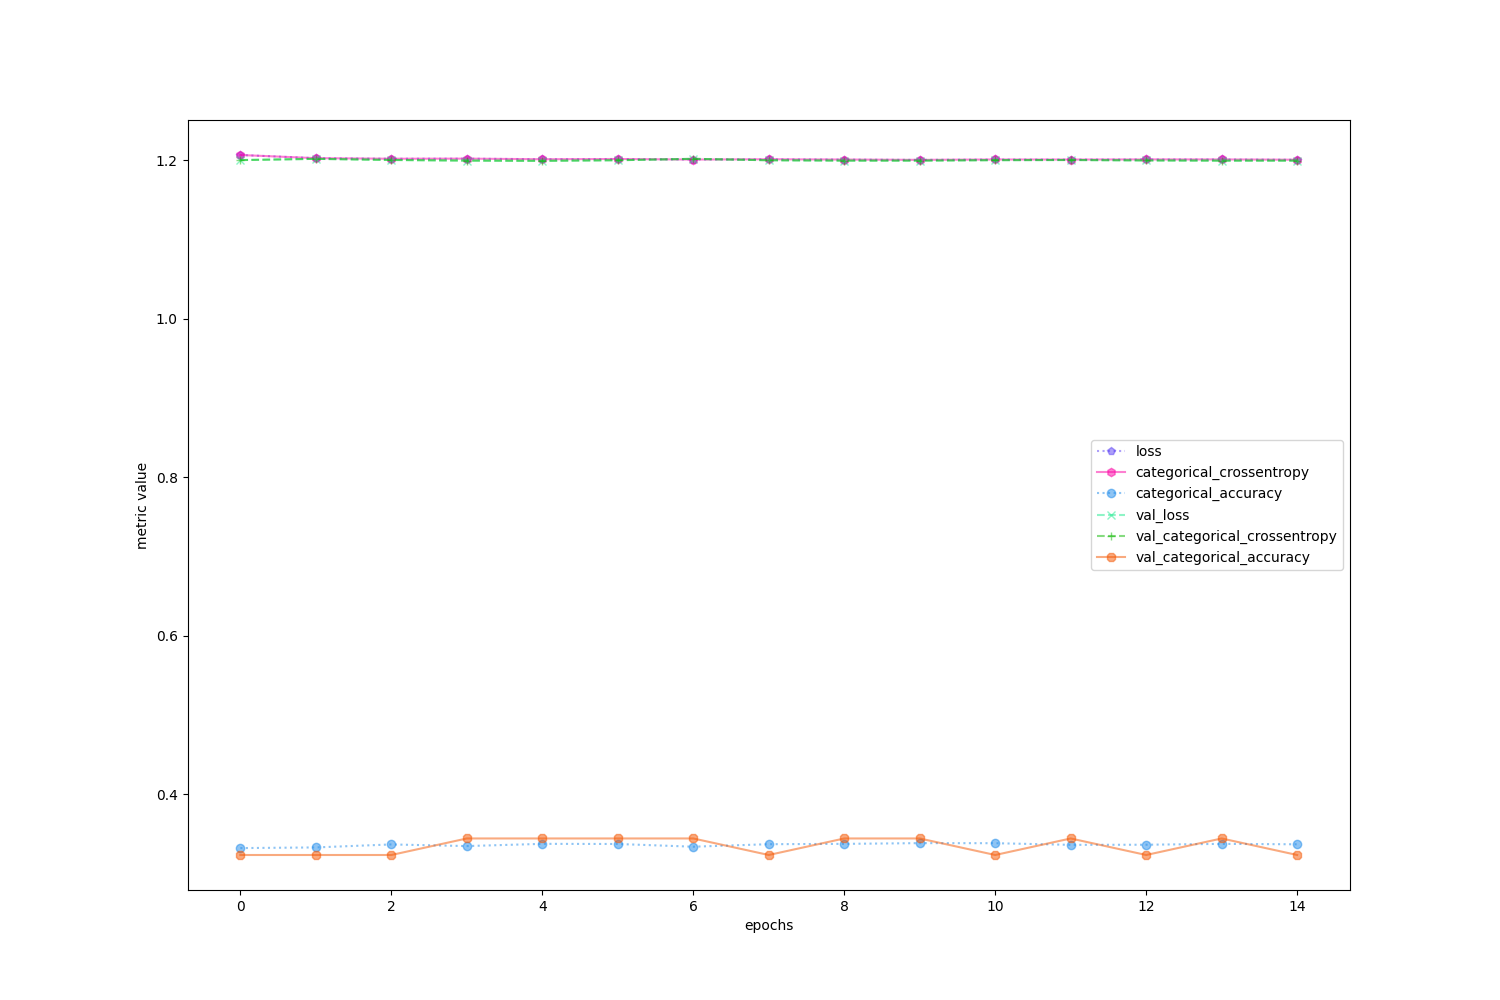 1.2
1.0
0.8
0.6
0.4
metric value
loss
categorical_crossentropy
categorical_accuracy
val_loss
val_categorical_crossentropy
val_categorical_accuracy
0 2 4 6 8 10 12 14
epochs